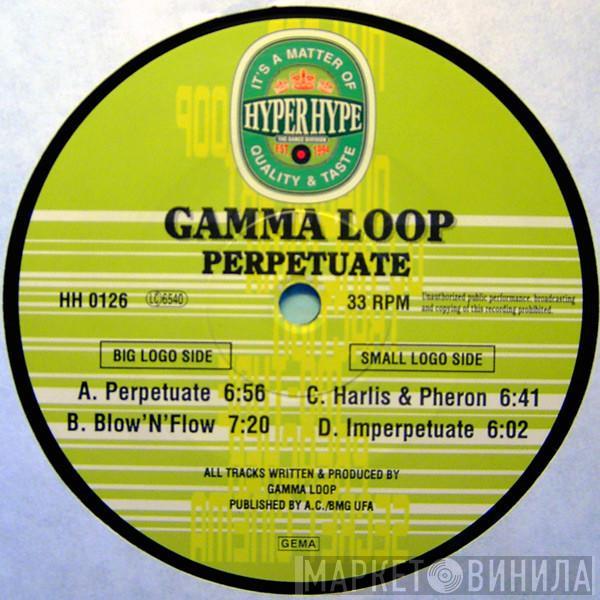 IT'S A MATTER OF
HYPER HYPE
THE DANCE DIVISION
EST 1994
QUALITY & TASTE
GAMMA LOOP
PERPETUATE
HH 0126 LC 6540 33 RPM
Unauthorized public performance, broadcasting
and copying of this recording prohibited.
BIG LOGO SIDE
A. Perpetuate 6:56
B. Blow'N'Flow 7:20
SMALL LOGO SIDE
C. Harlis & Pheron 6:41
D. Imperpetuate 6:02
ALL TRACKS WRITTEN & PRODUCED BY
GAMMA LOOP
PUBLISHED BY A.C./BMG UFA
GEMA
МАРКЕТ ВИНИЛА